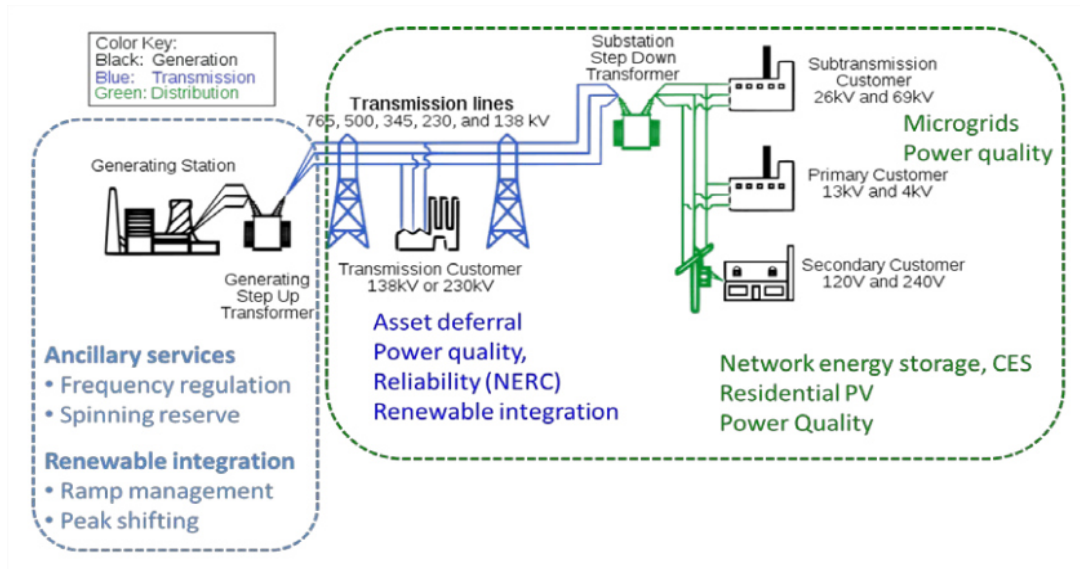 Color Key:
Black: Generation
Blue: Transmission
Green: Distribution
Substation
Step Down
Transformer
Subtransmission
Customer
26kV and 69kV
Transmission lines
765, 500, 345, 230, and 138 kV
Microgrids
Power quality
Generating Station
Primary Customer
13kV and 4kV
Transmission Customer
138kV or 230kV
Secondary Customer
120V and 240V
Generating
Step Up
Transformer
Asset deferral
Power quality,
Reliability (NERC)
Renewable integration
Ancillary services
• Frequency regulation
• Spinning reserve
Network energy storage, CES
Residential PV
Power Quality
Renewable integration
• Ramp management
• Peak shifting